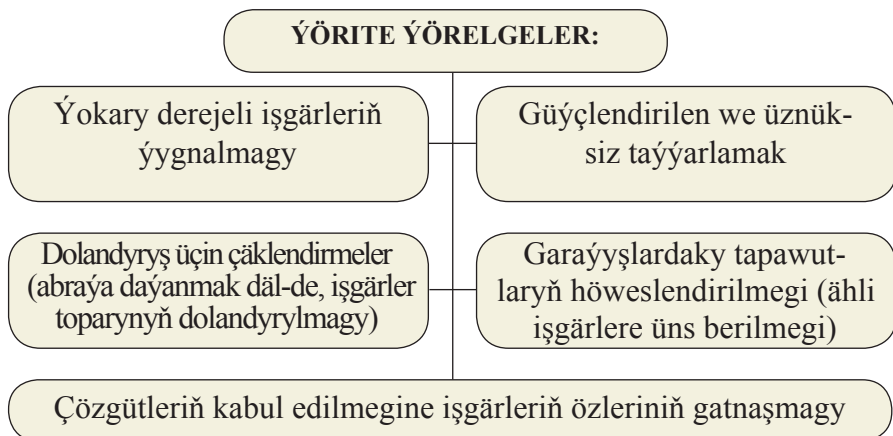 ÝÖRITE ÝÖRELGELER:
Ýokary derejeli işgärleriň
ýygnalmagy
Güýçlendirilen we üznük-
siz taýýarlamak
Dolandyryş üçin çäklendirmeler
(abraýa daýanmak däl-de, işgärler
toparynyň dolandyrylmagy)
Garaýyşlardaky tapawut-
laryň höweslendirilmegi (ähli
işgärlere üns berilmegi)
Çözgütleriň kabul edilmegine işgärleriň özleriniň gatnaşmagy